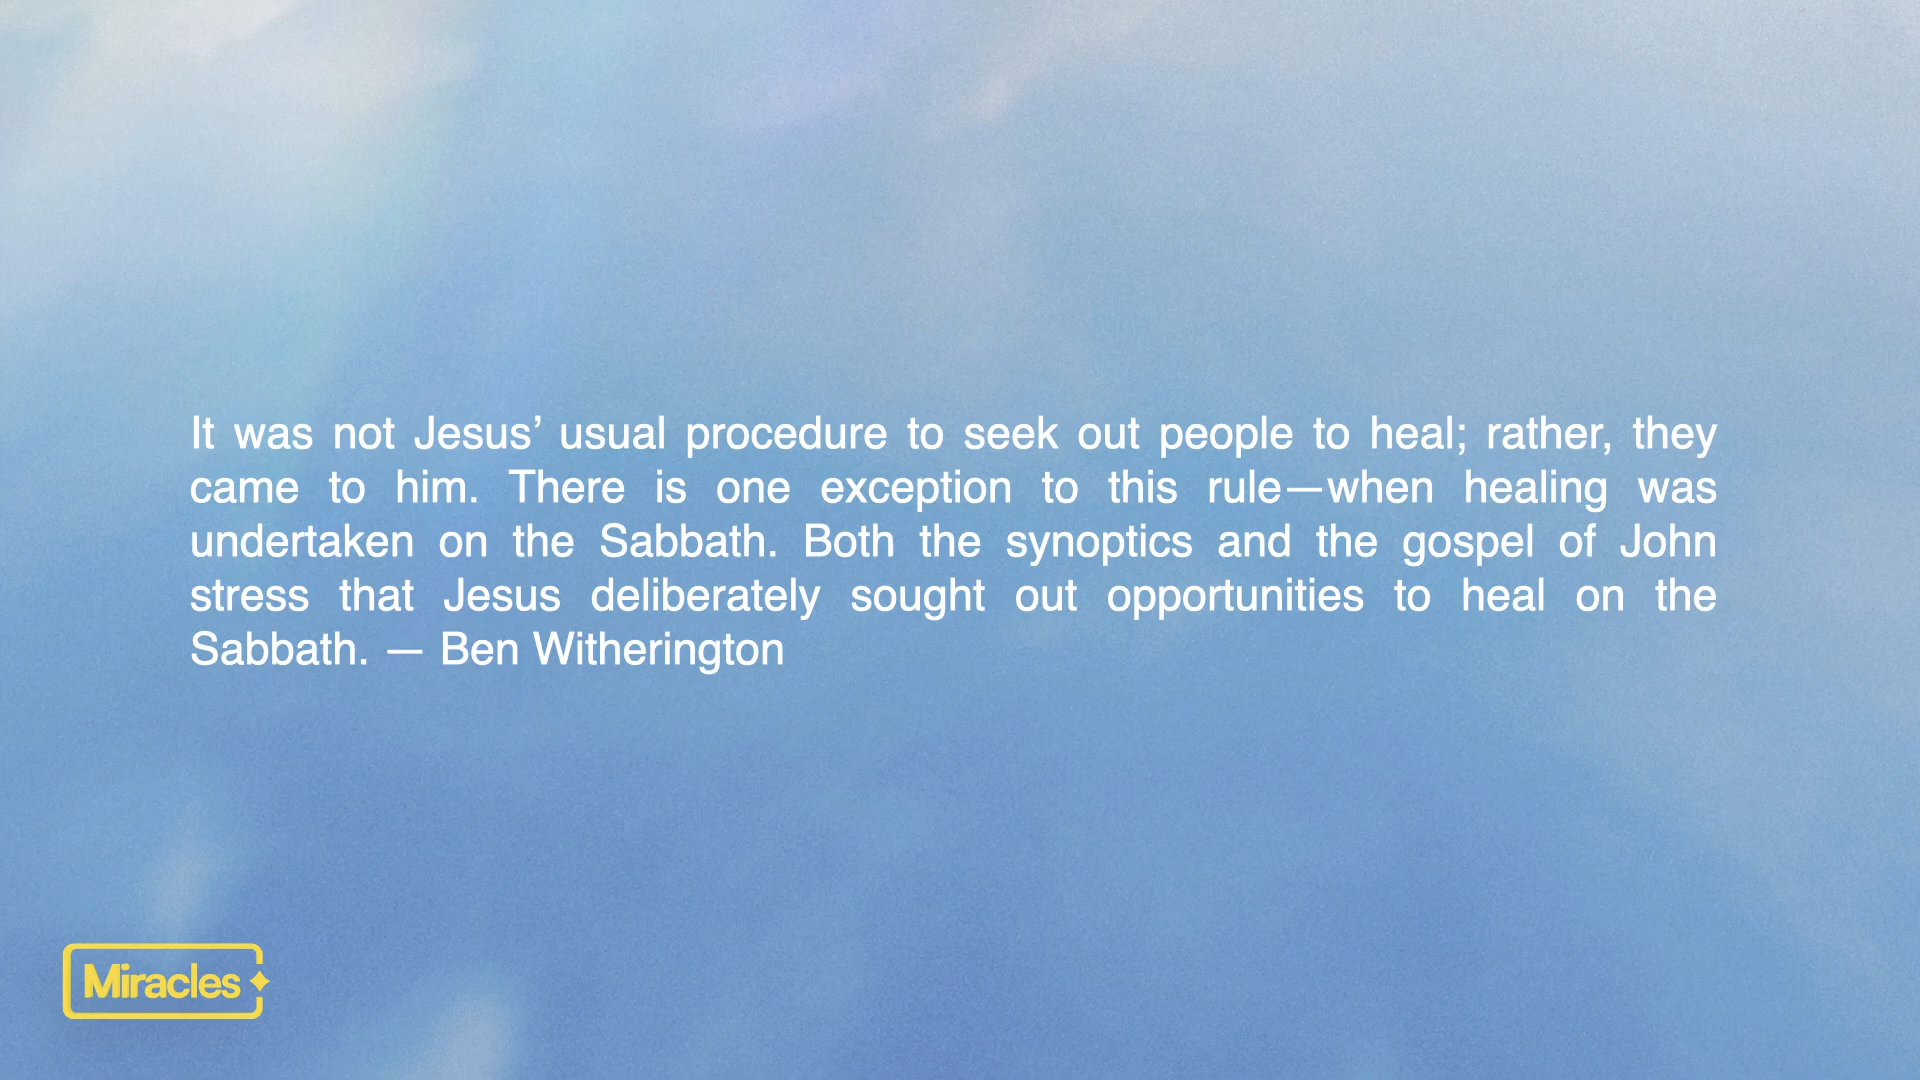 It was not Jesus’ usual procedure to seek out people to heal; rather, they
came to him. There is one exception to this rule—when healing was
undertaken on the Sabbath. Both the synoptics and the gospel of John
stress that Jesus deliberately sought out opportunities to heal on the
Sabbath. — Ben Witherington
Miracles